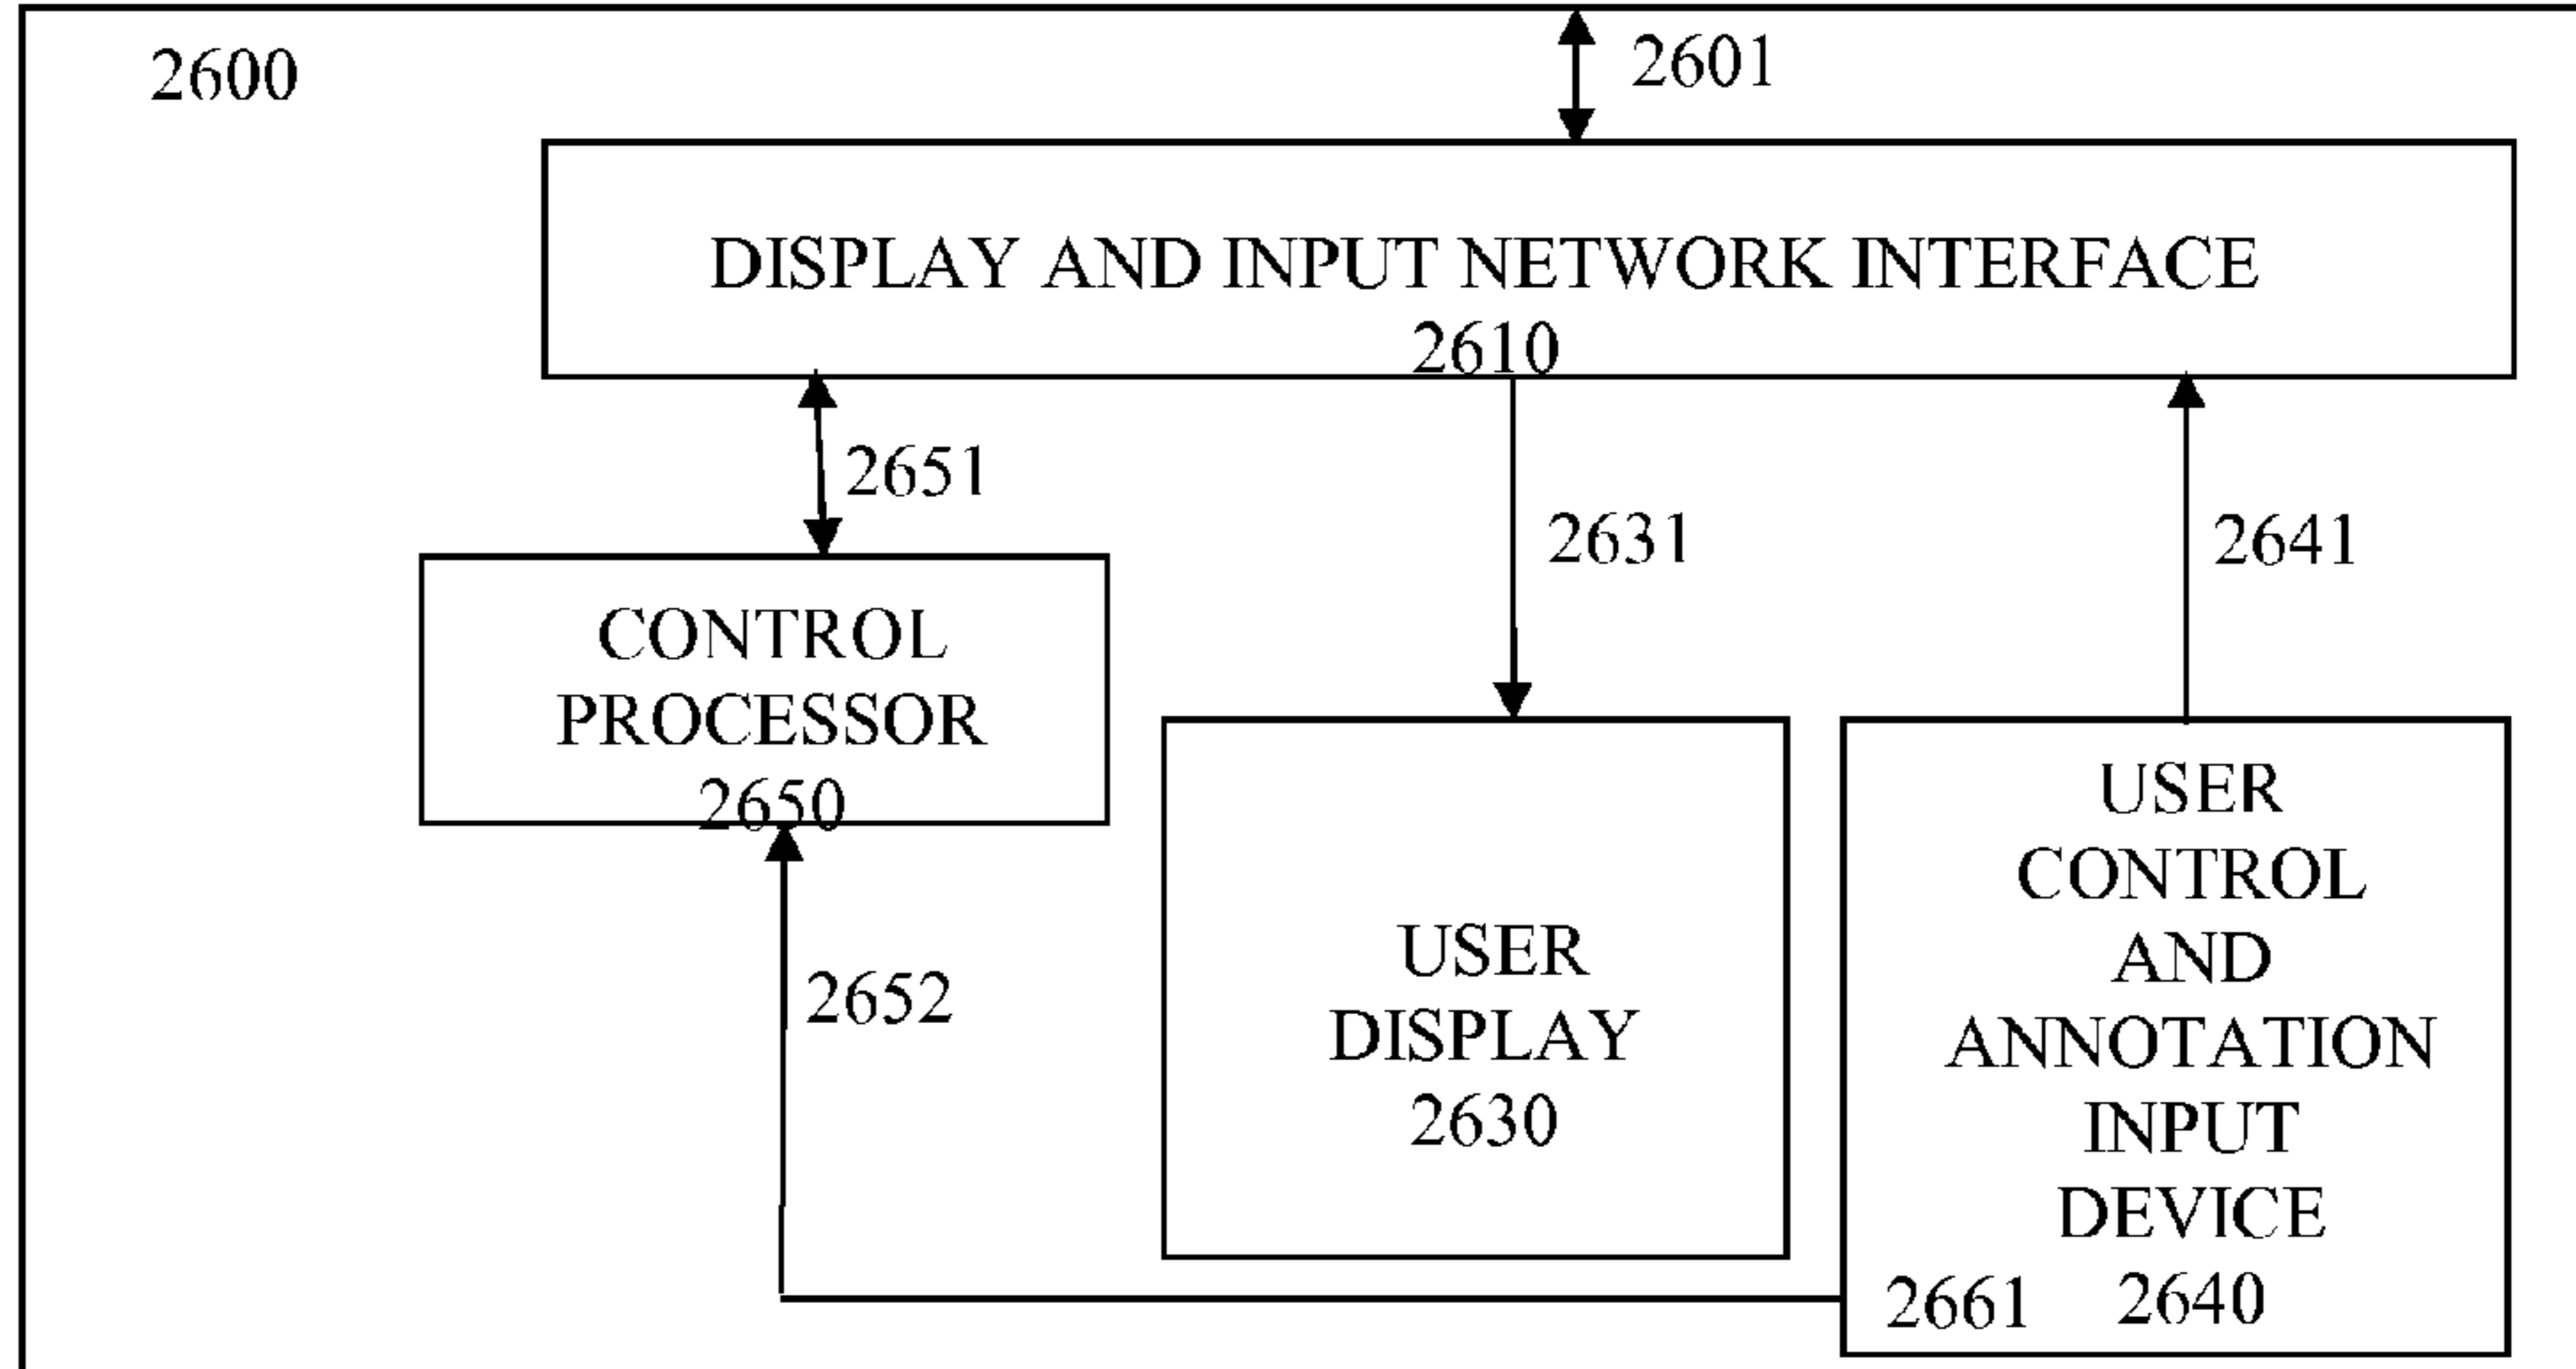 2600
2601
DISPLAY AND INPUT NETWORK INTERFACE
2610
2651
2631
2641
CONTROL
PROCESSOR
2650
2652
USER
DISPLAY
2630
USER
CONTROL
AND
ANNOTATION
INPUT
DEVICE
2661 2640